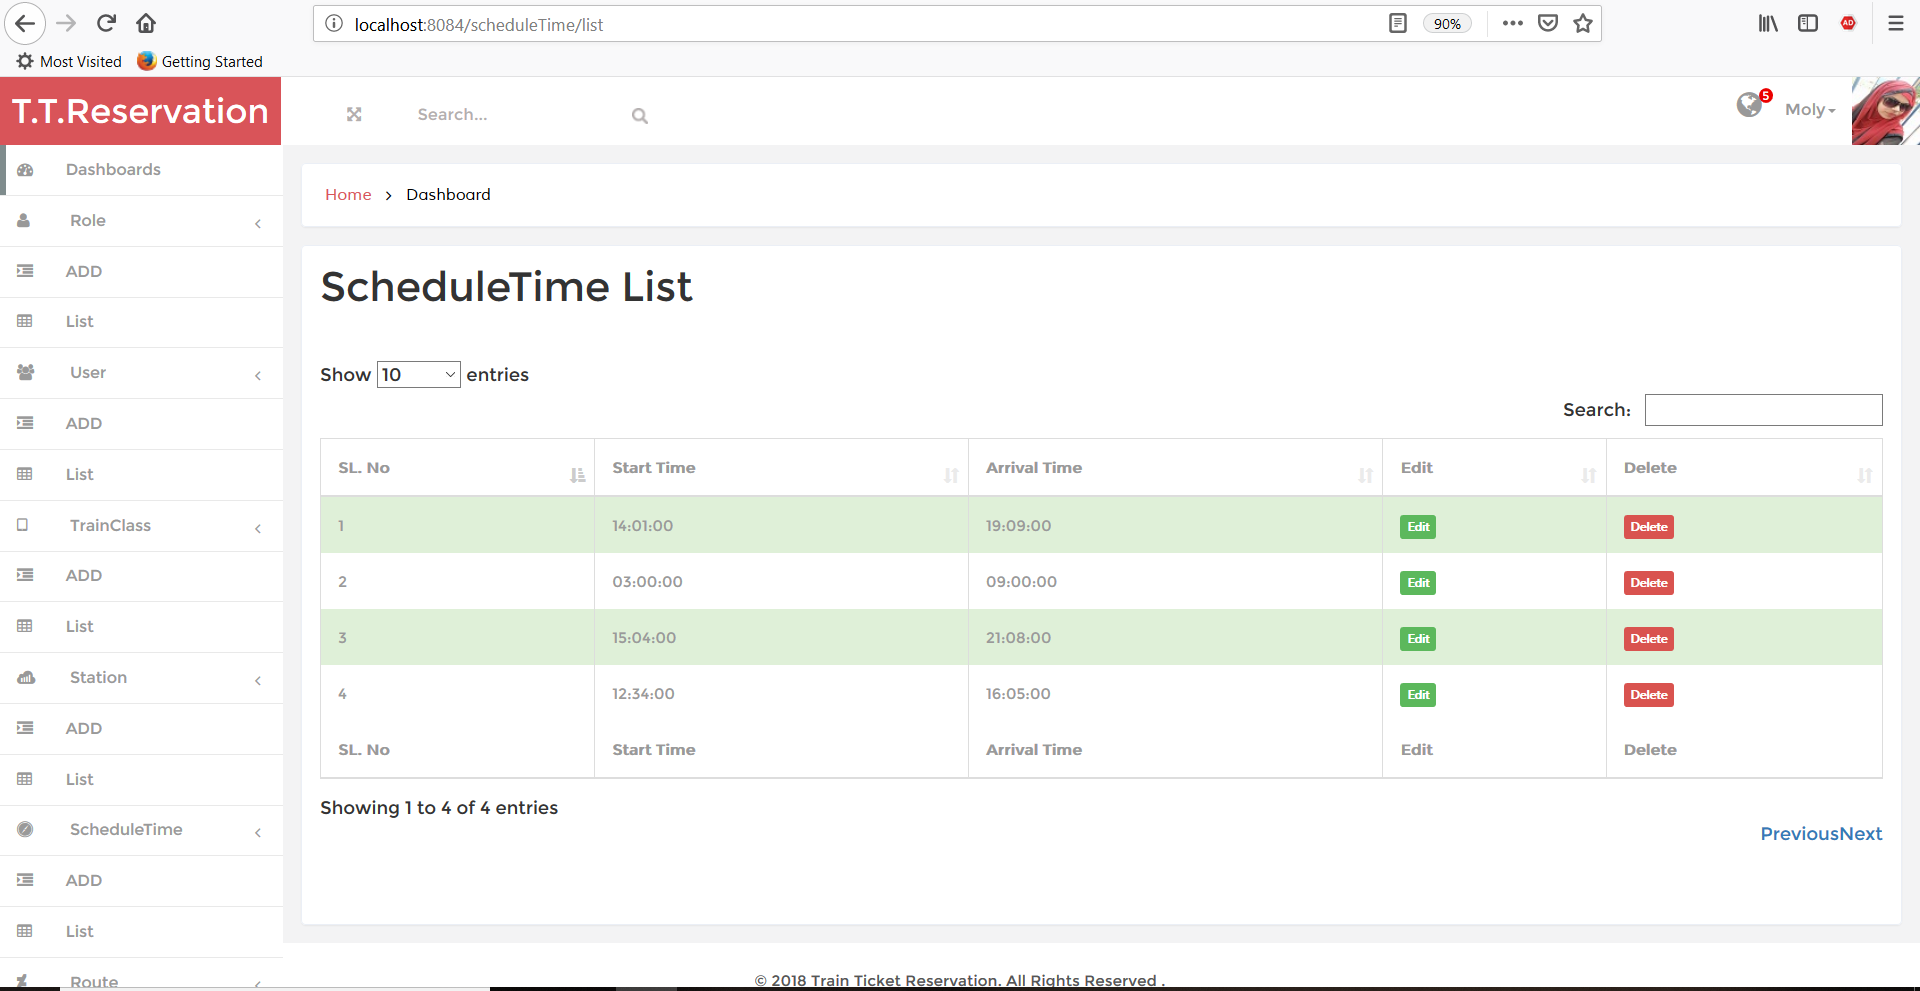 localhost:8084/scheduleTime/list
90%
Most Visited Getting Started
T.T.Reservation
Search...
5
Moly
Dashboards
Role
ADD
List
User
ADD
List
TrainClass
ADD
List
Station
ADD
List
ScheduleTime
ADD
List
Route
Home > Dashboard
ScheduleTime List
Show 10 entries
Search:
SL. No Start Time Arrival Time Edit Delete
1 14:01:00 19:09:00 Edit Delete
2 03:00:00 09:00:00 Edit Delete
3 15:04:00 21:08:00 Edit Delete
4 12:34:00 16:05:00 Edit Delete
SL. No Start Time Arrival Time Edit Delete
Showing 1 to 4 of 4 entries
PreviousNext
© 2018 Train Ticket Reservation. All Rights Reserved .